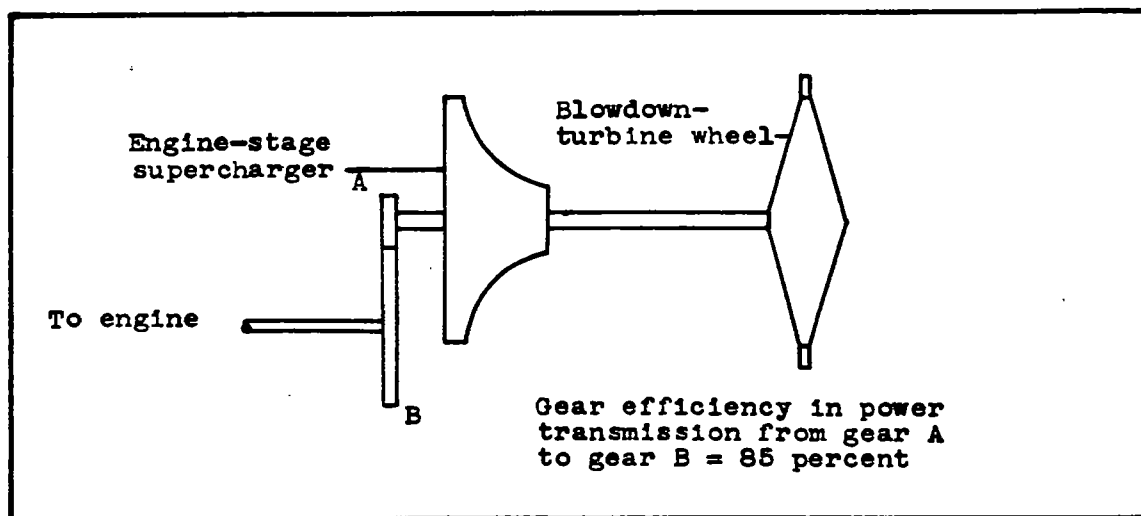 Engine-stage
supercharger
A
Blowdown-
turbine wheel
To engine
B
Gear efficiency in power
transmission from gear A
to gear B = 85 percent